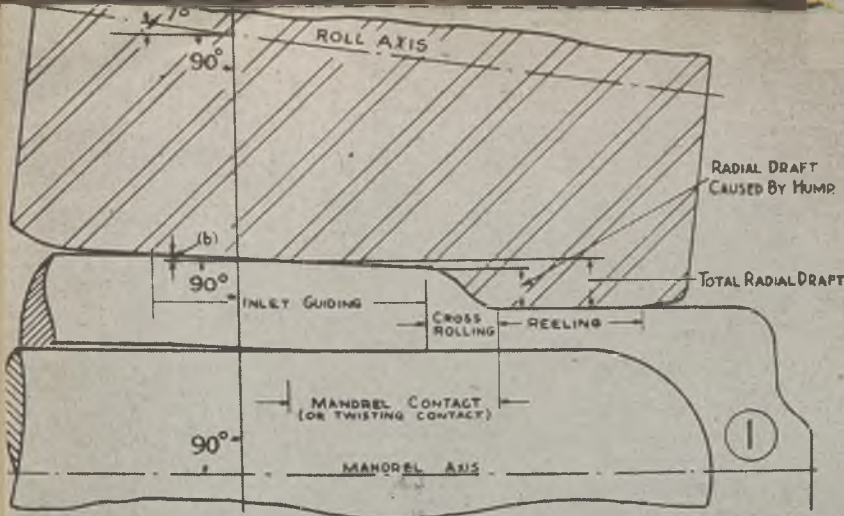 7°
90°
ROLL AXIS
RADIAL DRAFT
CAUSED BY HUMP.
(b)
90°
INLET GUIDING
TOTAL RADIAL DRAFT
CROSS
ROLLING
REELING
MANDREL CONTACT
(OR TWISTING CONTACT)
90°
MANDREL AXIS
1